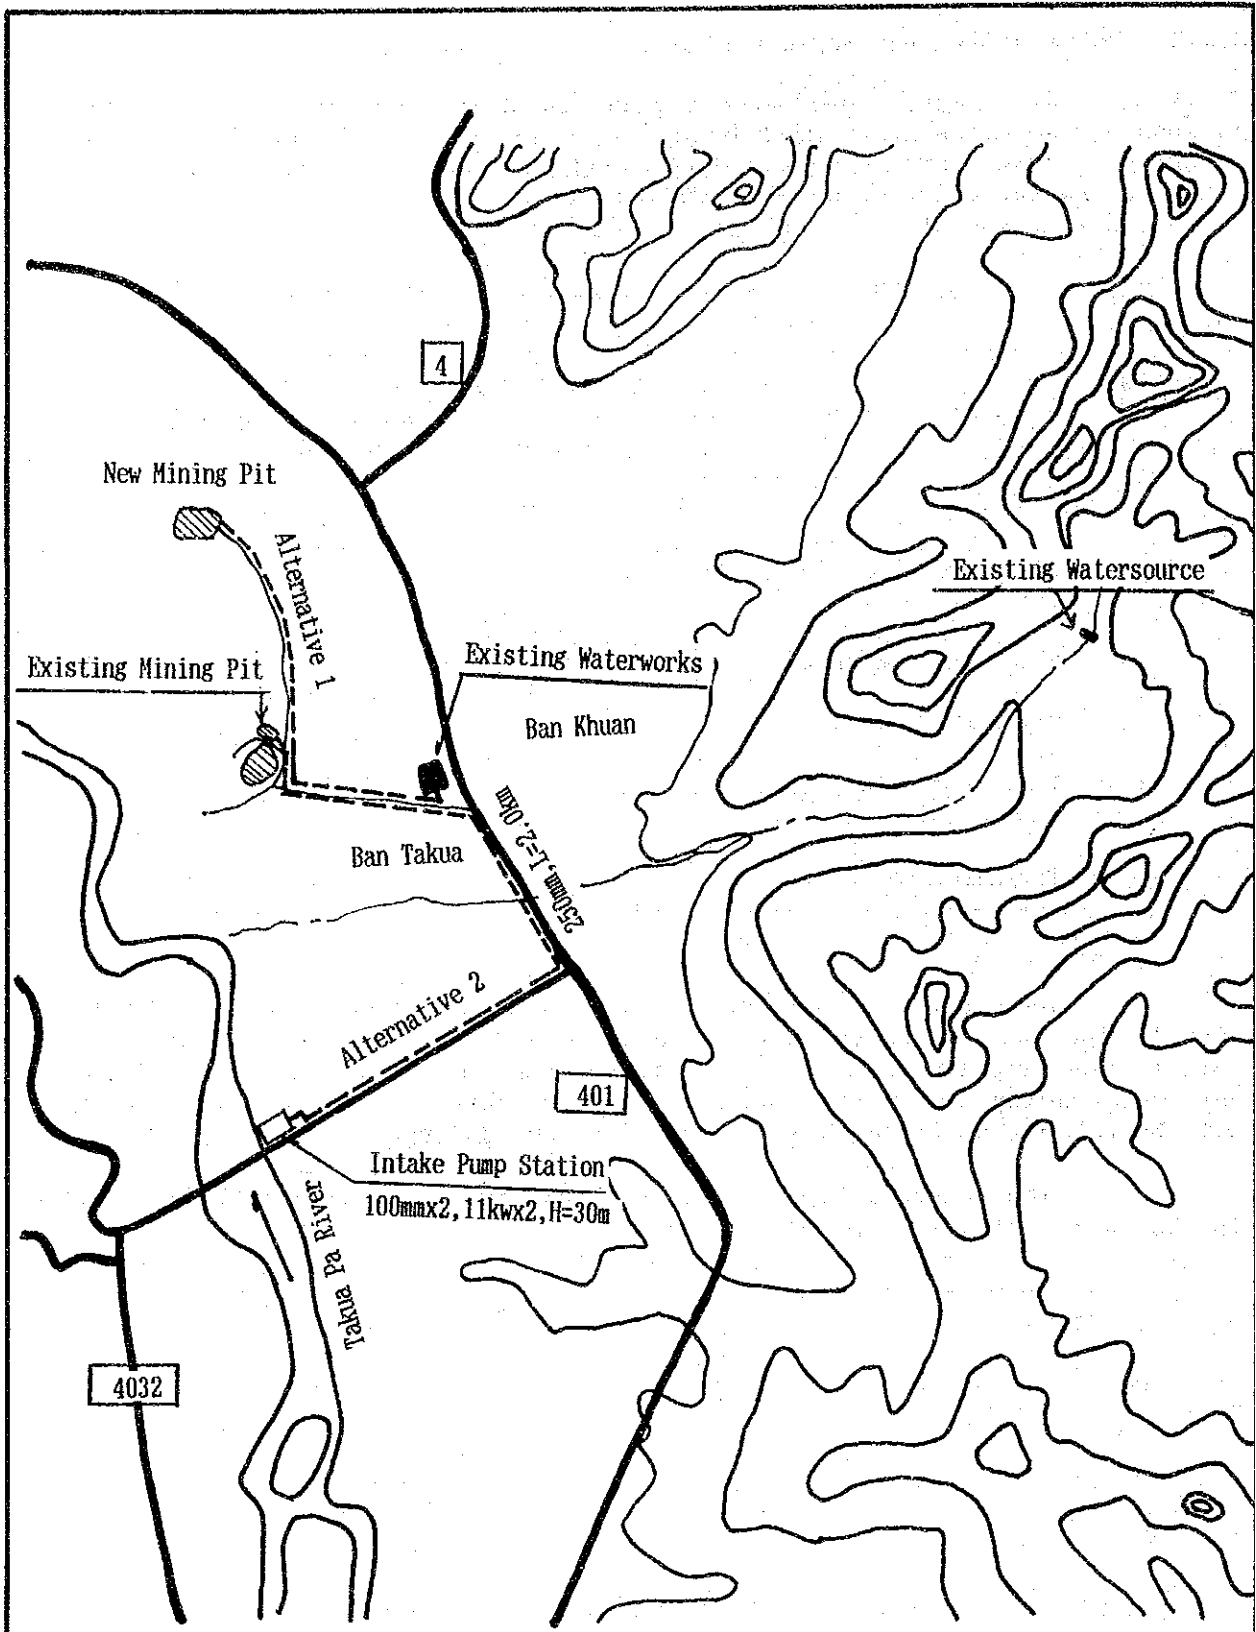 4
New Mining Pit
Alternative 1
Existing Watersource
Existing Mining Pit
Existing Waterworks
Ban Khuan
250mm, L=2.0km
Ban Takua
Alternative 2
401
Intake Pump Station
100mmx2, 11kwx2, H=30m
Takua Pa River
4032